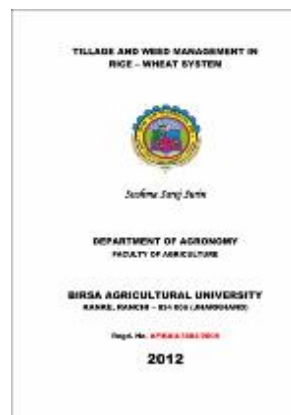 TILLAGE AND WEED MANAGEMENT IN
RICE – WHEAT SYSTEM
Sushma Saroj Surin
DEPARTMENT OF AGRONOMY
FACULTY OF AGRICULTURE
BIRSA AGRICULTURAL UNIVERSITY
KANKE, RANCHI – 834 006 (JHARKHAND)
Regd. No.
2012